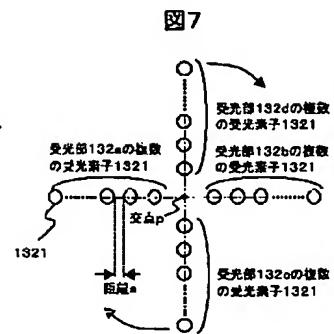 図7
受光部132dの複数
の受光素子1321
受光部132aの複数
の受光素子1321
受光部132bの複数
の受光素子1321
交点p
1321
距離a
受光部132cの複数
の受光素子1321